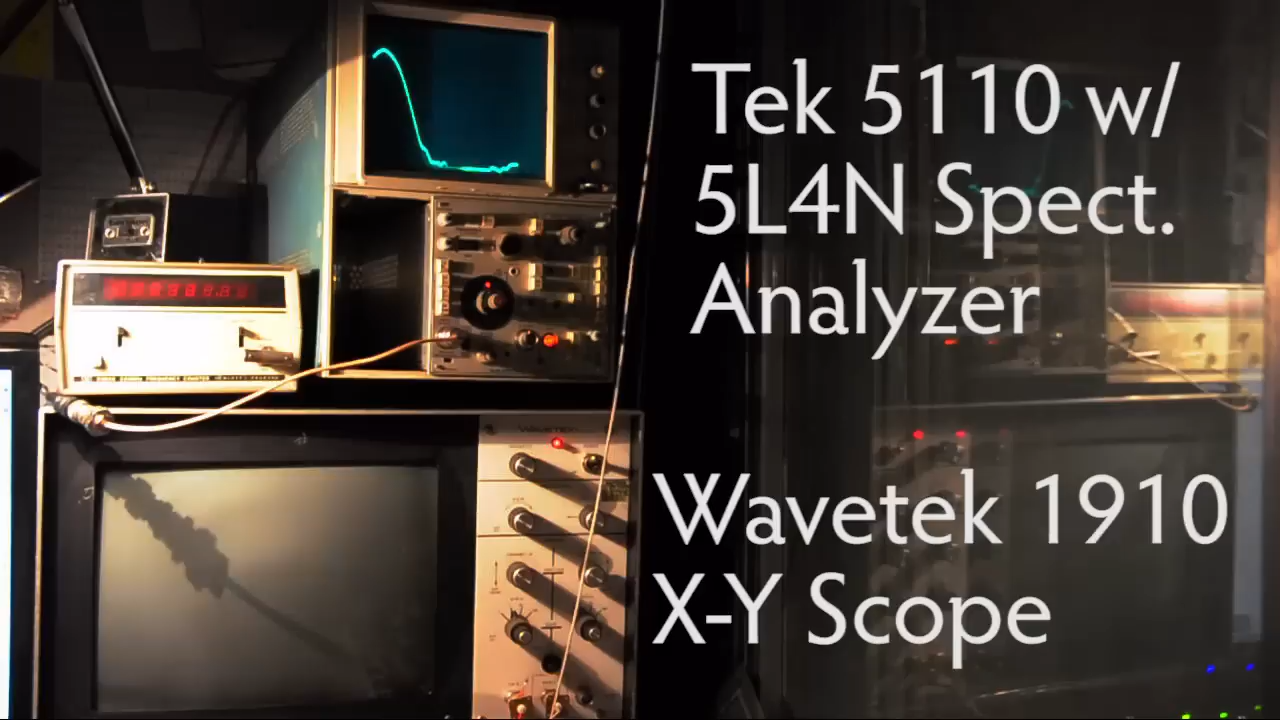 Tek 5110 w/
5L4N Spect.
Analyzer
Wavetek 1910
X-Y Scope